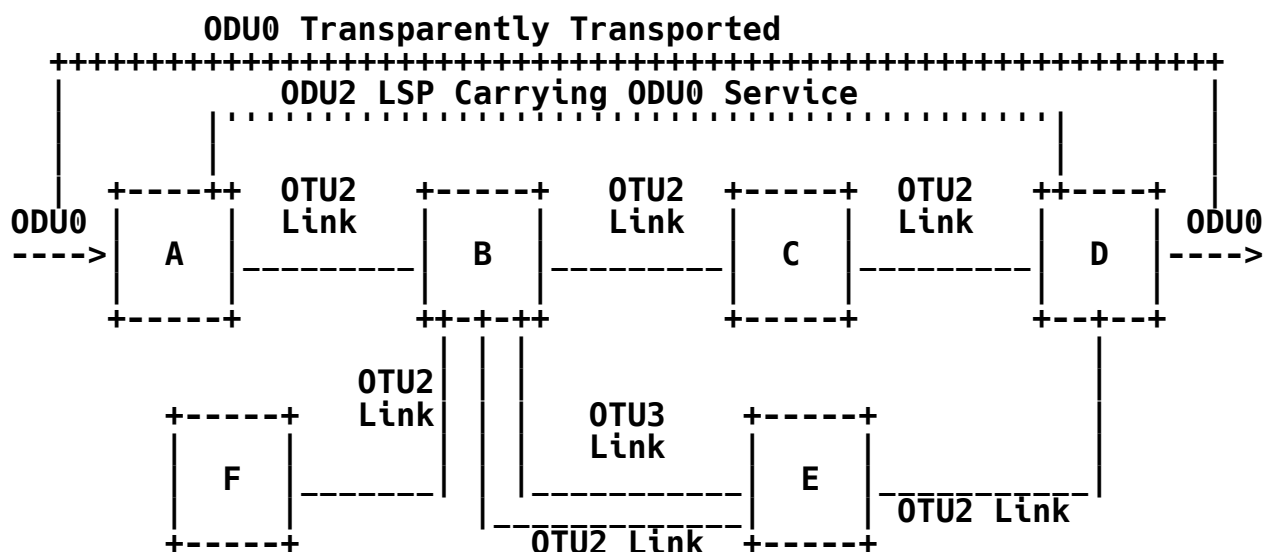 ODU0 Transparently Transported
ODU2 LSP Carrying ODU0 Service
OTU2 OTU2 OTU2
ODU0 Link Link Link ODU0
A B C D
OTU2
Link OTU3
Link
F E
OTU2 Link
OTU2 Link